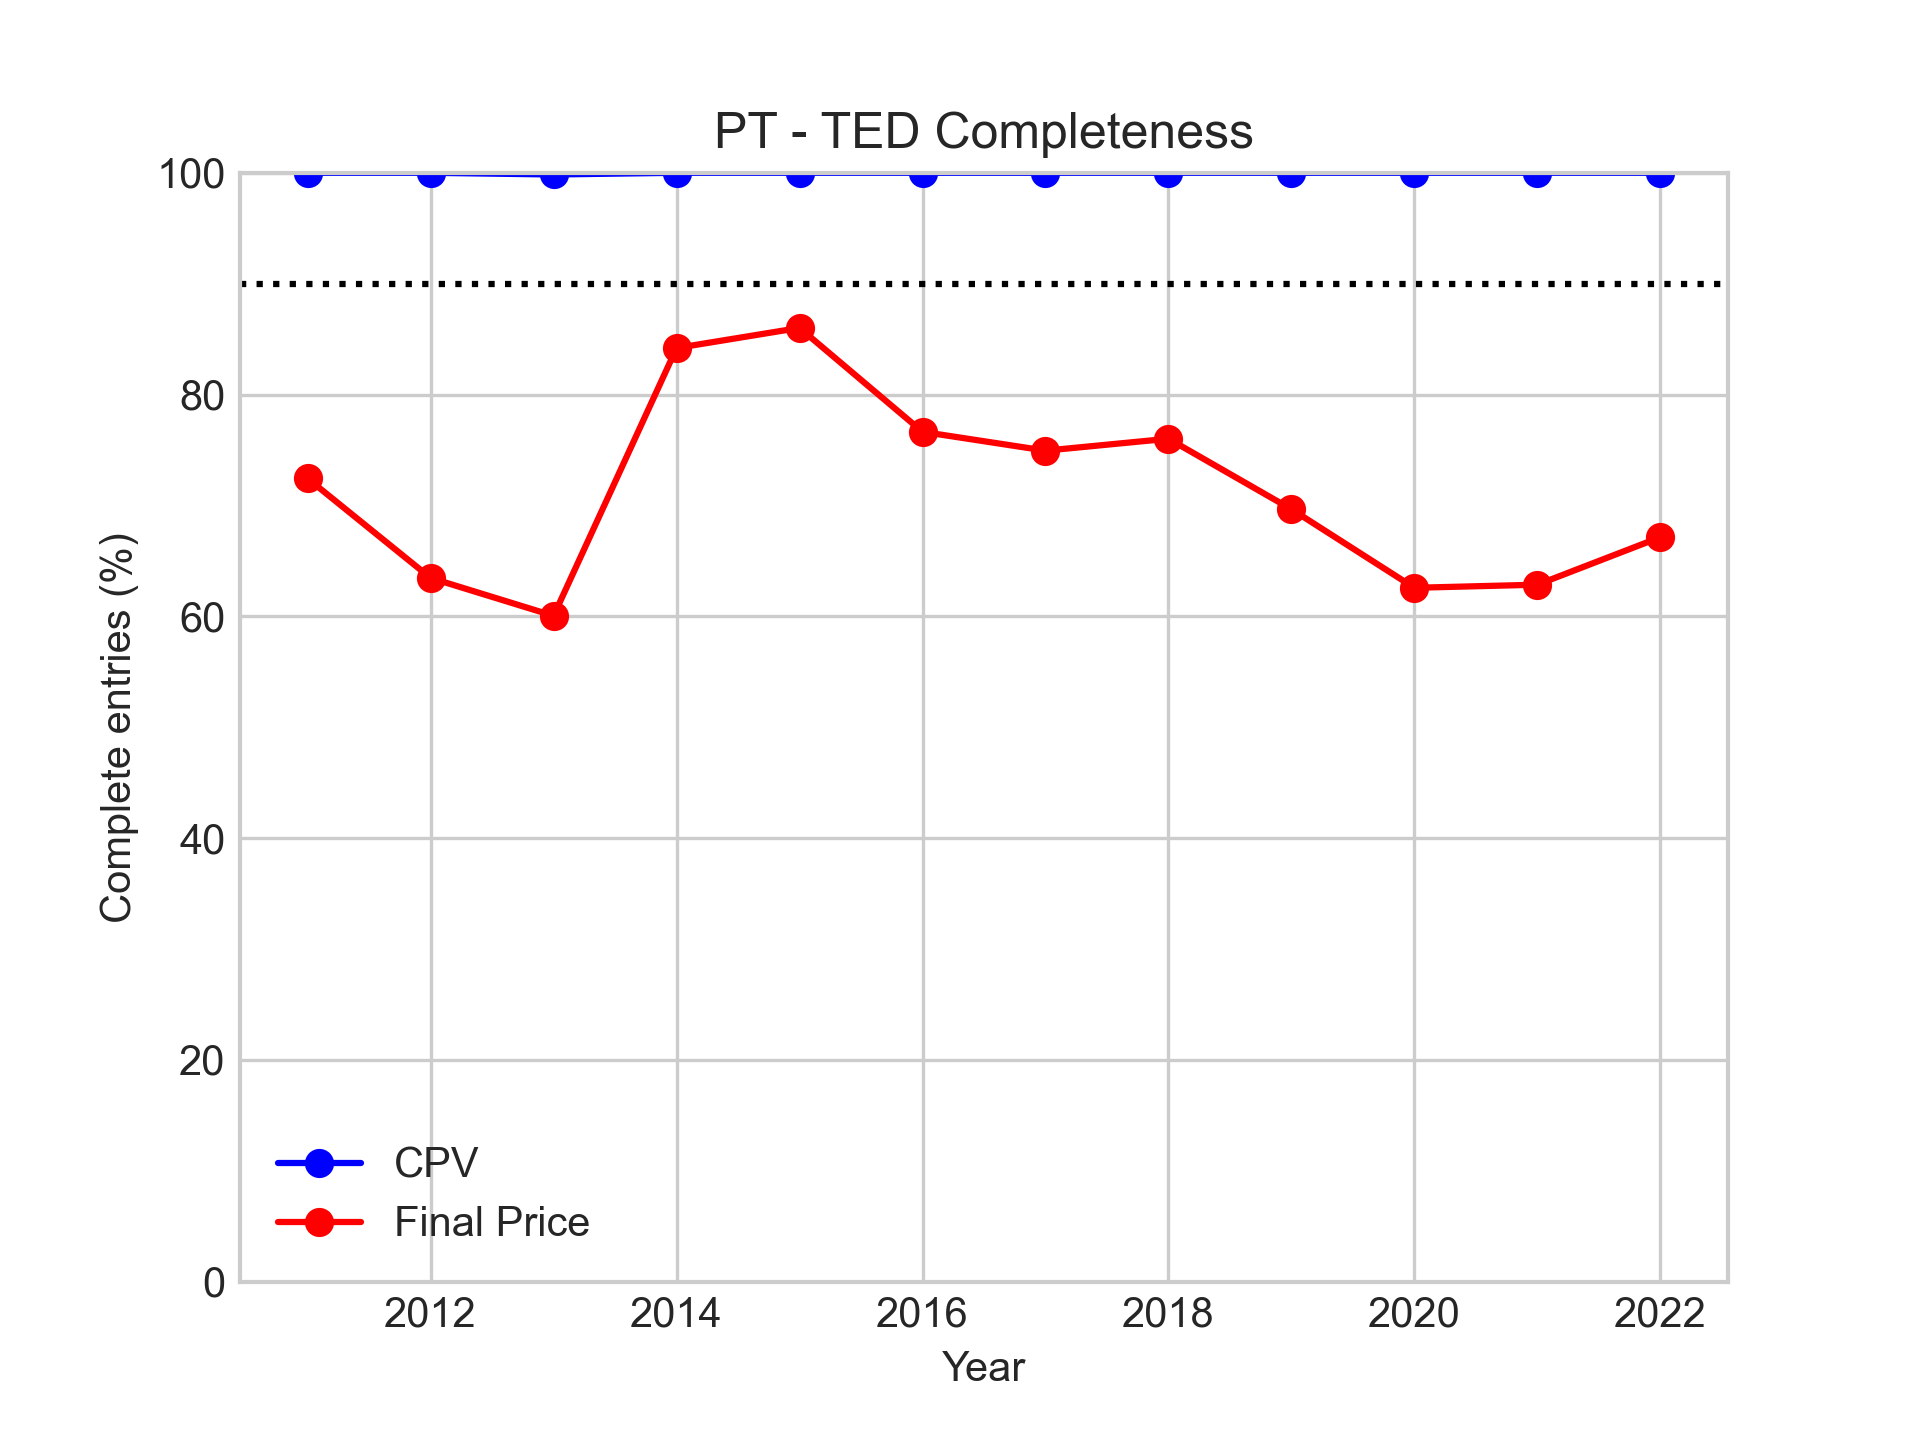 PT - TED Completeness
100
80
60
40
20
0
Complete entries (%)
CPV
Final Price
2012 2014 2016 2018 2020 2022
Year